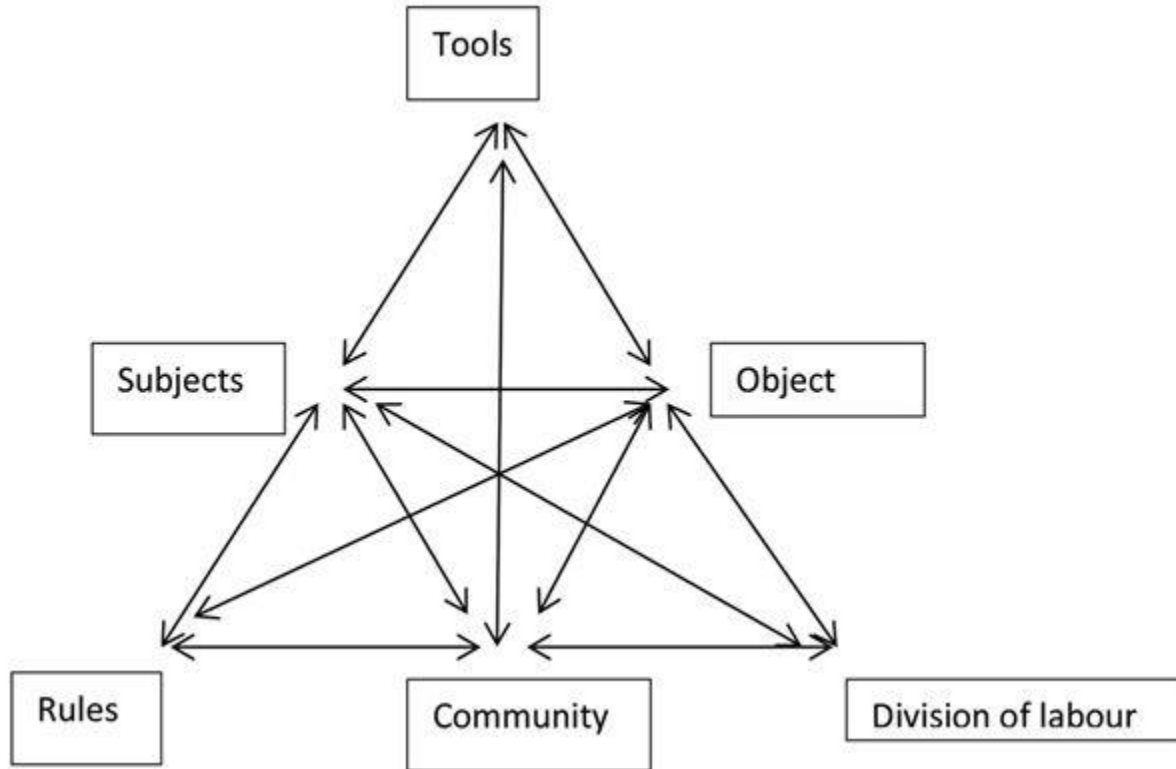 Tools
Subjects
Object
Rules
Community
Division of labour